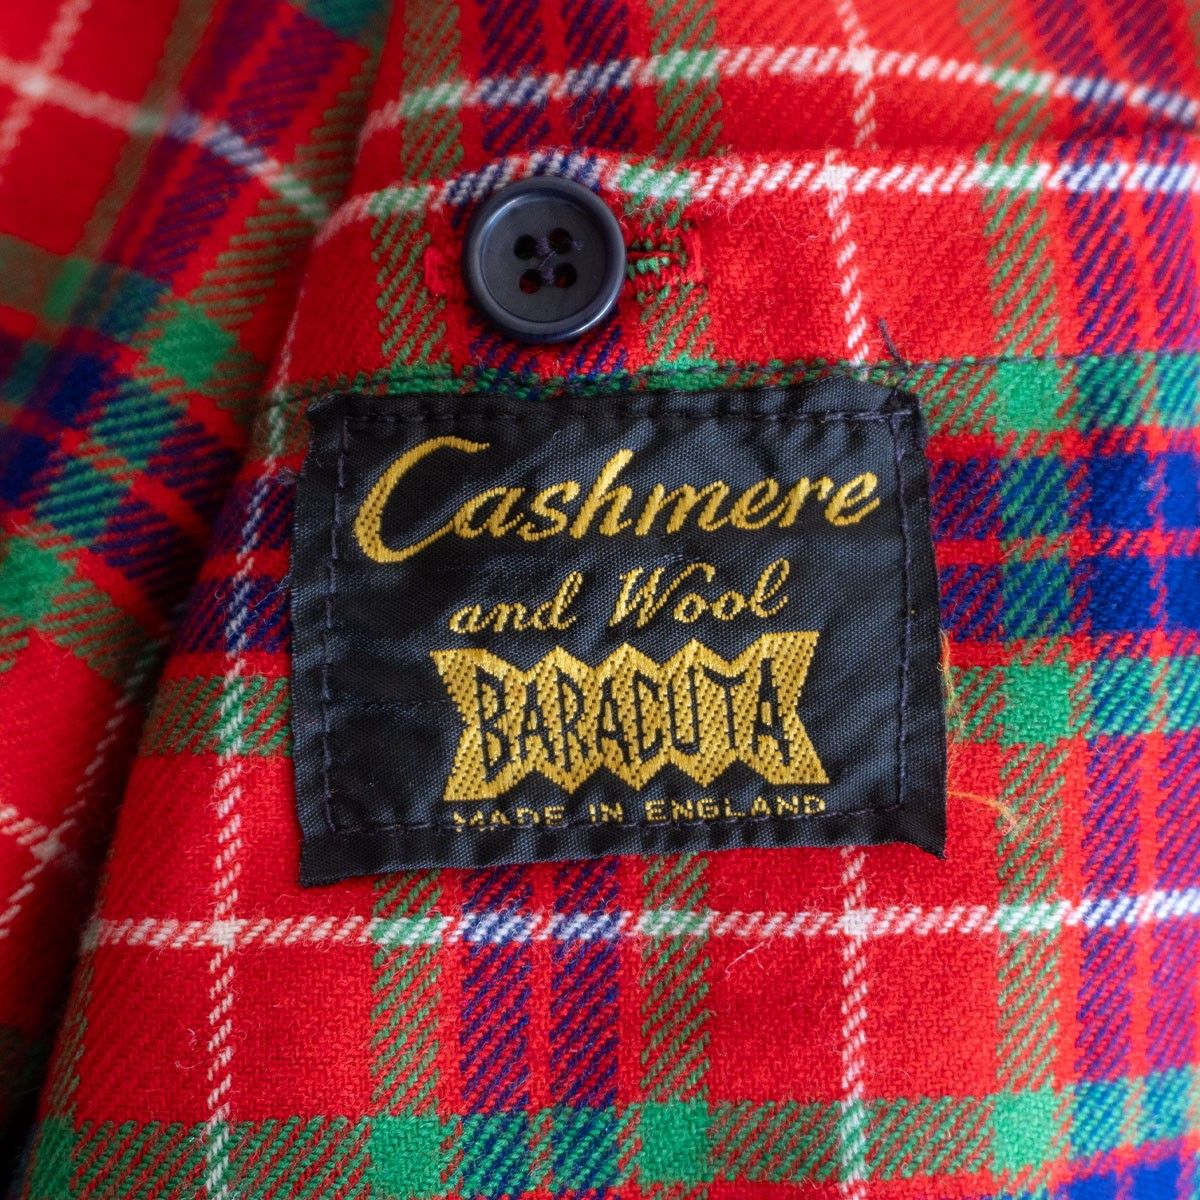 Cashmere
and Wool
BARACUTA
MADE IN ENGLAND